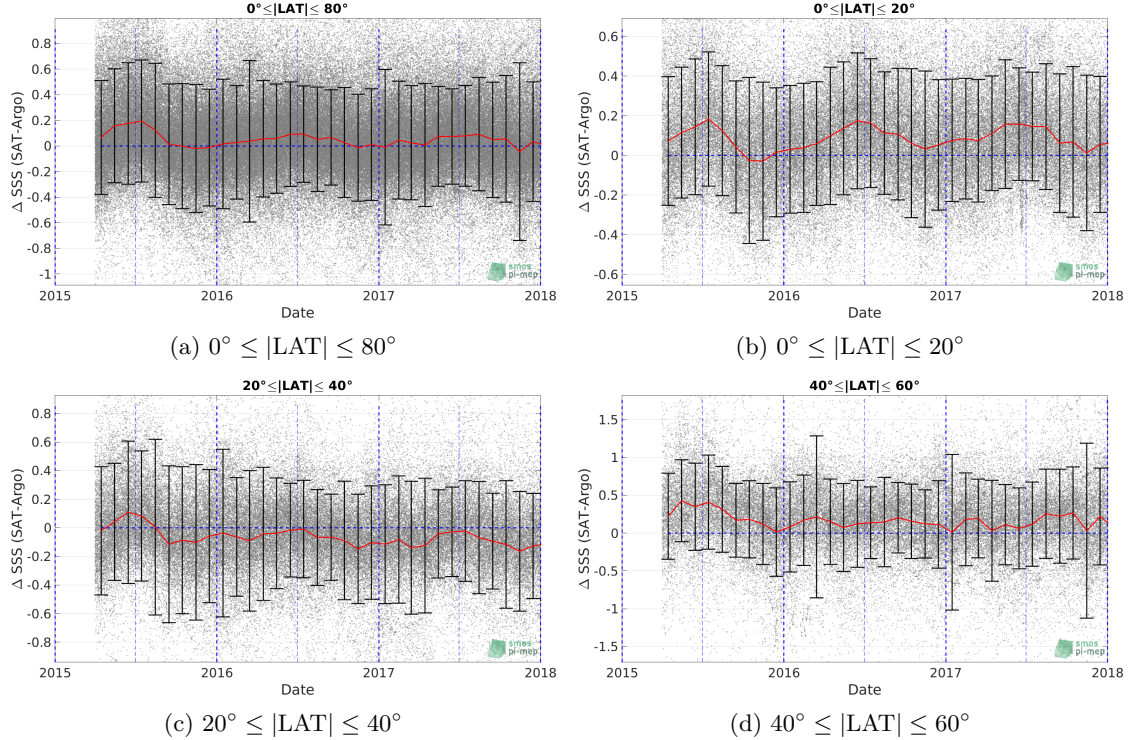 0°≤|LAT|≤ 80°
Δ SSS (SAT-Argo)
0.8
0.6
0.4
0.2
0
-0.2
-0.4
-0.6
-0.8
-1
smos
pi-mep
2015 2016 2017 2018
Date
(a) 0° ≤ |LAT| ≤ 80°
0°≤|LAT|≤ 20°
Δ SSS (SAT-Argo)
0.6
0.4
0.2
0
-0.2
-0.4
-0.6
smos
pi-mep
2015 2016 2017 2018
Date
(b) 0° ≤ |LAT| ≤ 20°
20°≤|LAT|≤ 40°
Δ SSS (SAT-Argo)
0.8
0.6
0.4
0.2
0
-0.2
-0.4
-0.6
-0.8
smos
pi-mep
2015 2016 2017 2018
Date
(c) 20° ≤ |LAT| ≤ 40°
40°≤|LAT|≤ 60°
Δ SSS (SAT-Argo)
1.5
1
0.5
0
-0.5
-1
-1.5
smos
pi-mep
2015 2016 2017 2018
Date
(d) 40° ≤ |LAT| ≤ 60°